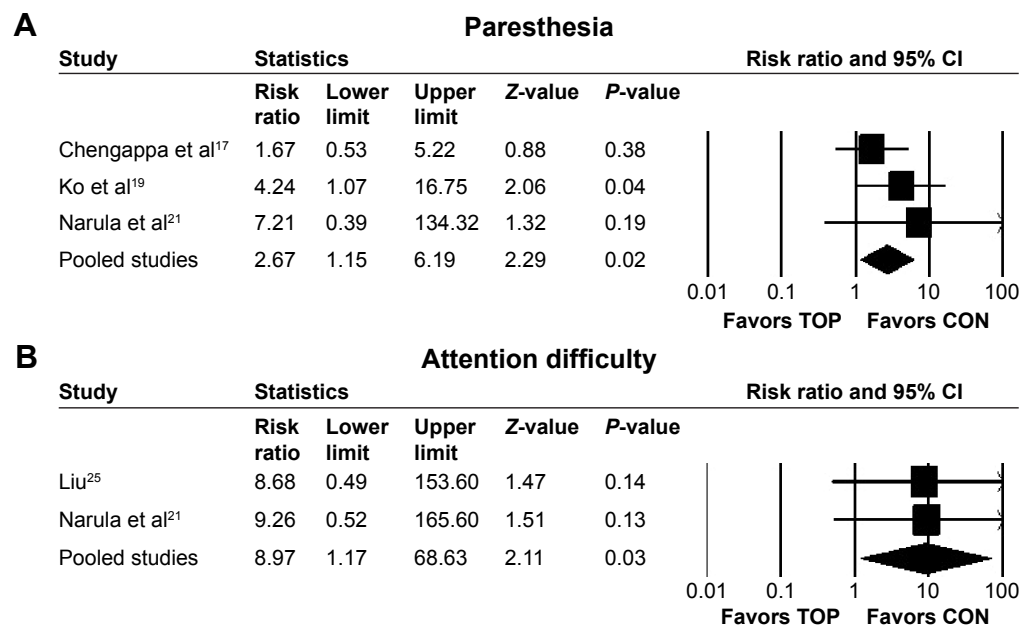 A
Paresthesia
Study Statistics Risk ratio and 95% CI
Risk ratio Lower limit Upper limit Z-value P-value
Chengappa et al17 1.67 0.53 5.22 0.88 0.38
Ko et al19 4.24 1.07 16.75 2.06 0.04
Narula et al21 7.21 0.39 134.32 1.32 0.19
Pooled studies 2.67 1.15 6.19 2.29 0.02
0.01 0.1 1 10 100
Favors TOP Favors CON
B
Attention difficulty
Study Statistics Risk ratio and 95% CI
Risk ratio Lower limit Upper limit Z-value P-value
Liu25 8.68 0.49 153.60 1.47 0.14
Narula et al21 9.26 0.52 165.60 1.51 0.13
Pooled studies 8.97 1.17 68.63 2.11 0.03
0.01 0.1 1 10 100
Favors TOP Favors CON